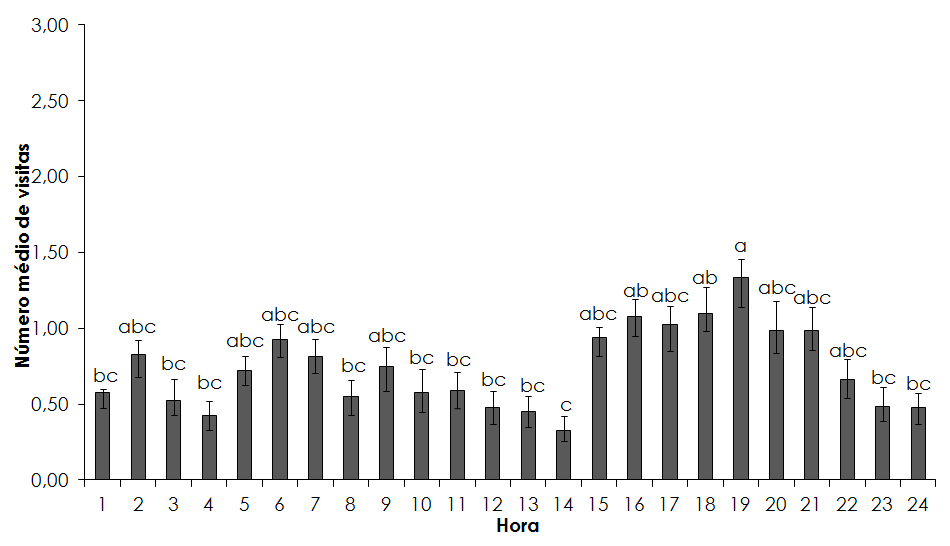 3,00
2,50
2,00
1,50
1,00
0,50
0,00
Número médio de visitas
bc
abc
bc
bc
abc
abc
abc
bc
abc
bc
bc
bc
bc
c
abc
ab
abc
ab
a
abc
abc
abc
bc
bc
1 2 3 4 5 6 7 8 9 10 11 12 13 14 15 16 17 18 19 20 21 22 23 24
Hora